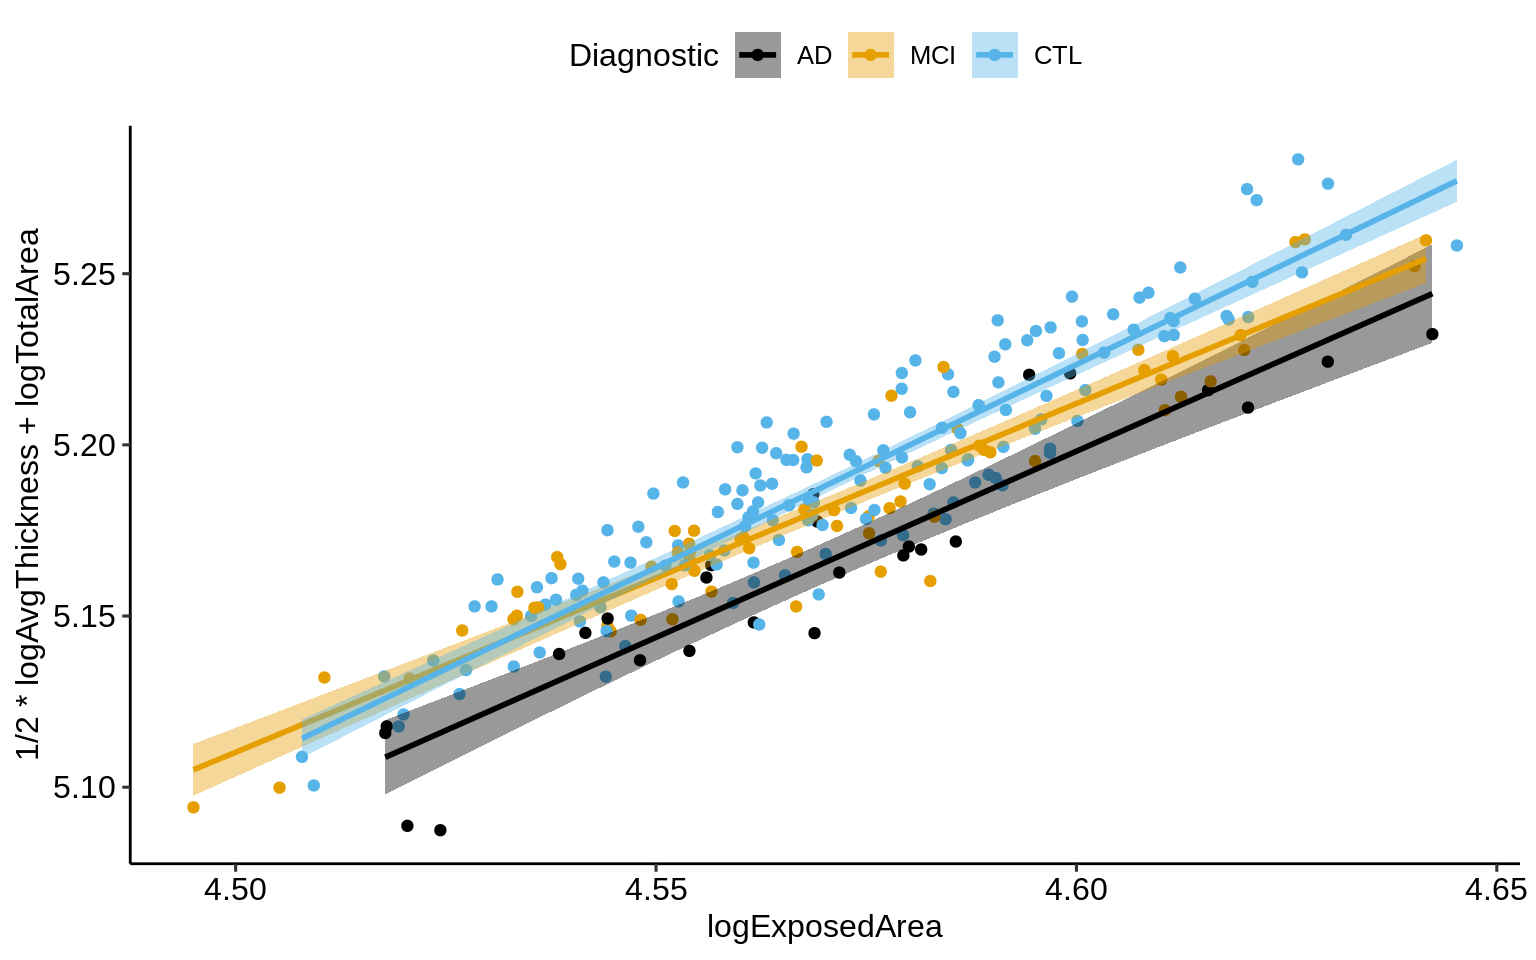 Diagnostic AD MCI CTL
1/2 * logAvgThickness + logTotalArea
5.25
5.20
5.15
5.10
4.50 4.55 4.60 4.65
logExposedArea